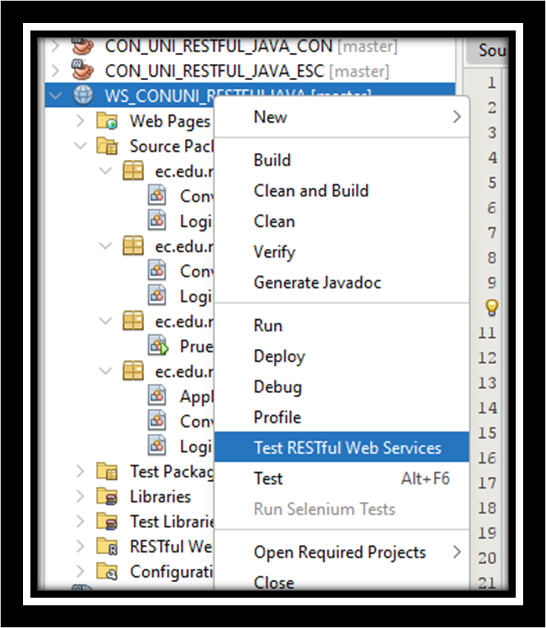 CON_UNI_RESTFUL_JAVA_CON [master]
Sou
CON_UNI_RESTFUL_JAVA_ESC [master]
WS_CONUNI_RESTFULJAVA [master]
Web Pages
Source Pac
ec.edu.
Con
Logi
ec.edu.
Con
Logi
ec.edu.
Prue
ec.edu.
Appl
Con
Logi
Test Packag
Libraries
Test Librarie
RESTful We
Configurati
New
Build
Clean and Build
Clean
Verify
Generate Javadoc
Run
Deploy
Debug
Profile
Test RESTful Web Services
Test Alt+F6
Run Selenium Tests
Open Required Projects
Close
1
2
3
4
5
6
7
8
9
11
12
13
14
15
16
17
18
19
20
21